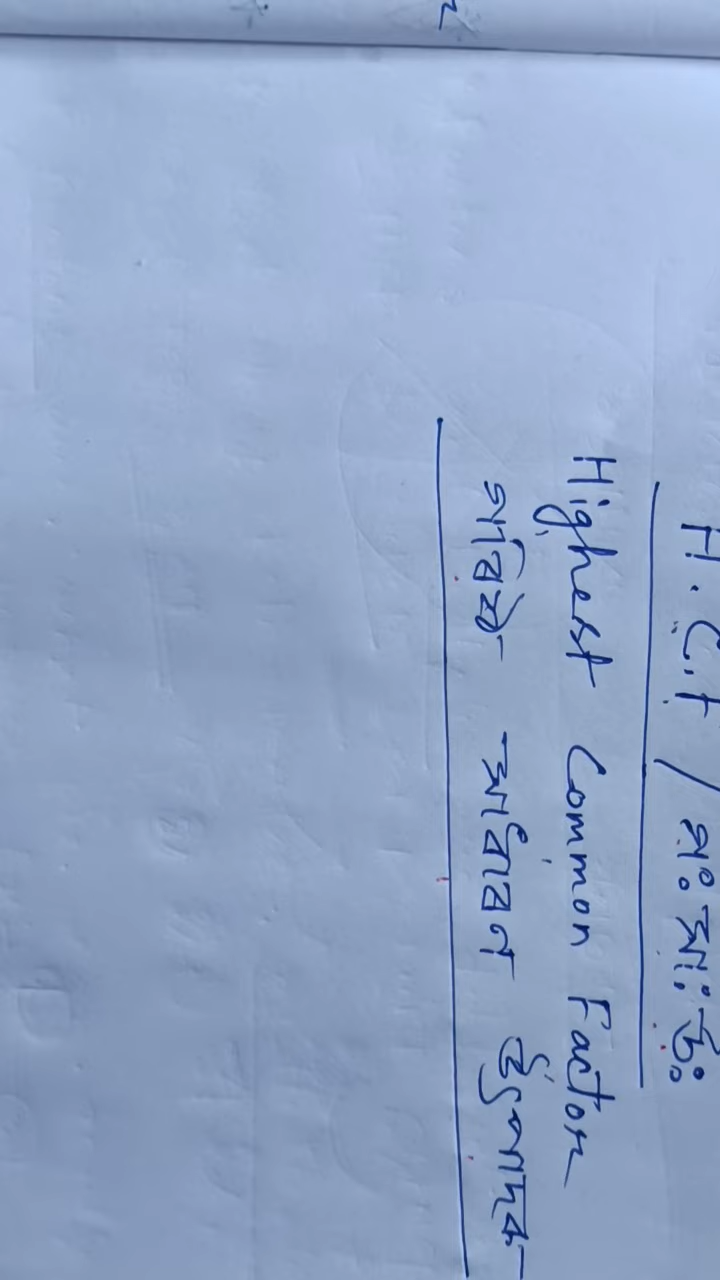 H.C.F / গঃ সাঃ উঃ
Highest Common Factor
গরিষ্ঠ সাধারণ উৎপাদক